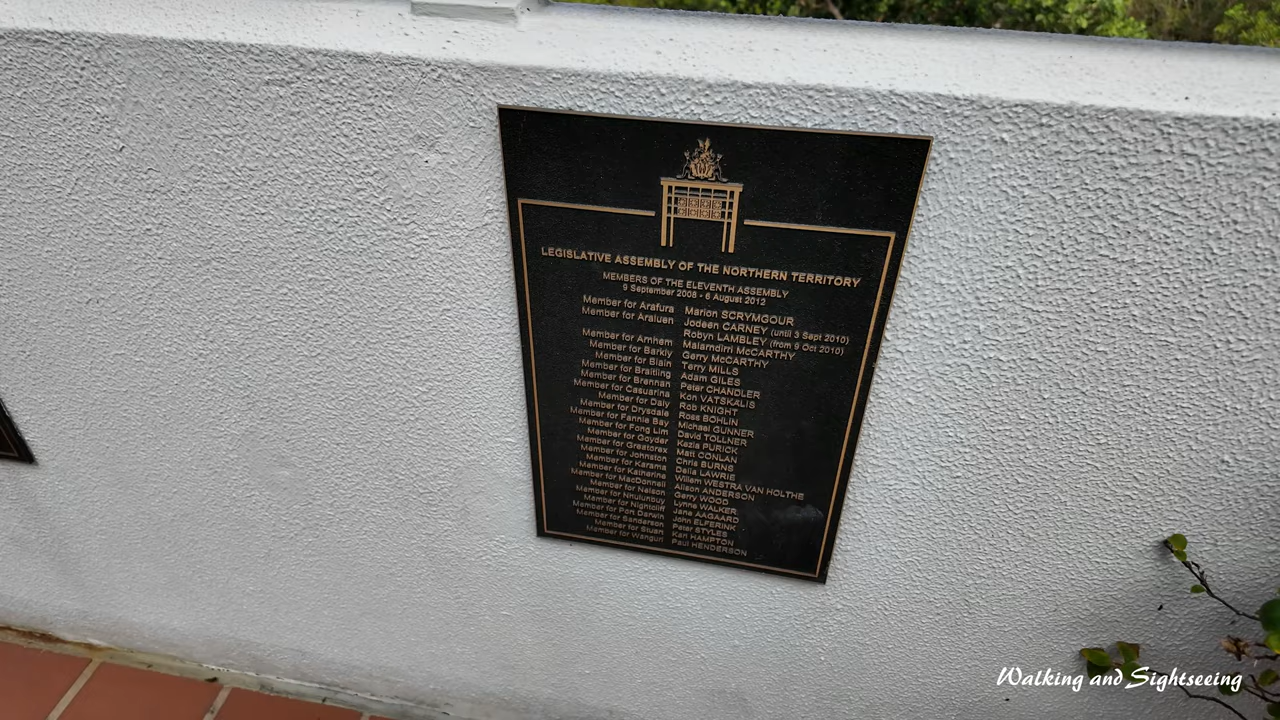 LEGISLATIVE ASSEMBLY OF THE NORTHERN TERRITORY
MEMBERS OF THE ELEVENTH ASSEMBLY
9 September 2008 - 6 August 2012
Member for Arafura Marion SCRYMGOUR
Member for Araluen Jodeen CARNEY (until 3 Sept 2010)
Robyn LAMBLEY (from 9 Oct 2010)
Member for Arnhem Malarndirri McCARTHY
Member for Barkly Gerry McCARTHY
Member for Blain Terry MILLS
Member for Braitling Adam GILES
Member for Brennan Peter CHANDLER
Member for Casuarina Kon VATSKALIS
Member for Daly Rob KNIGHT
Member for Drysdale Ross BOHLIN
Member for Fannie Bay Michael GUNNER
Member for Fong Lim David TOLLNER
Member for Goyder Kezia PURICK
Member for Greatorex Matt CONLAN
Member for Johnston Chris BURNS
Member for Karama Delia LAWRIE
Member for Katherine Willem WESTRA VAN HOLTHE
Member for MacDonnell Alison ANDERSON
Member for Nelson Gerry WOOD
Member for Nhulunbuy Lynne WALKER
Member for Nightcliff Jane AAGAARD
Member for Port Darwin John ELFERINK
Member for Sanderson Peter STYLES
Member for Stuart Karl HAMPTON
Member for Wanguri Paul HENDERSON
Walking and Sightseeing